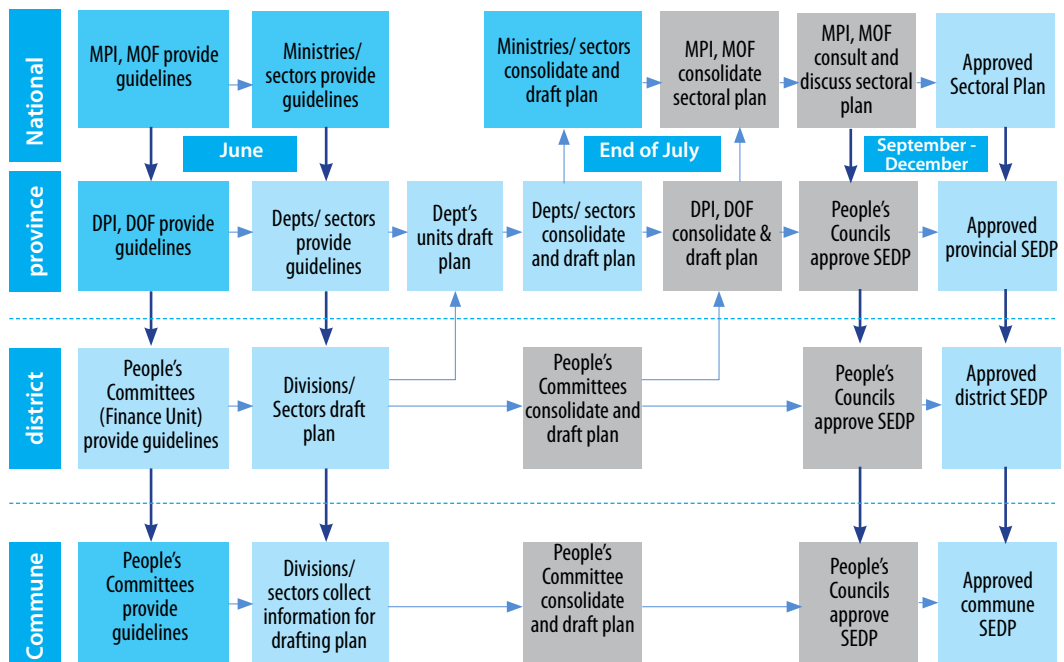 National
MPI, MOF provide
guidelines
Ministries/
sectors provide
guidelines
Ministries/ sectors
consolidate and
draft plan
MPI, MOF
consolidate
sectoral plan
MPI, MOF
consult and
discuss sectoral
plan
Approved
Sectoral Plan
June
End of July
September -
December
province
DPI, DOF provide
guidelines
Depts/ sectors
provide
guidelines
Dept’s
units draft
plan
Depts/ sectors
consolidate
and draft plan
DPI, DOF
consolidate &
draft plan
People’s
Councils
approve SEDP
Approved
provincial SEDP
district
People’s
Committees
(Finance Unit)
provide guidelines
Divisions/
Sectors draft
plan
People’s
Committees
consolidate and
draft plan
People’s
Councils
approve SEDP
Approved
district SEDP
Commune
People’s
Committees
provide
guidelines
Divisions/
sectors collect
information for
drafting plan
People’s
Committee
consolidate
and draft plan
People’s
Councils
approve
SEDP
Approved
commune
SEDP